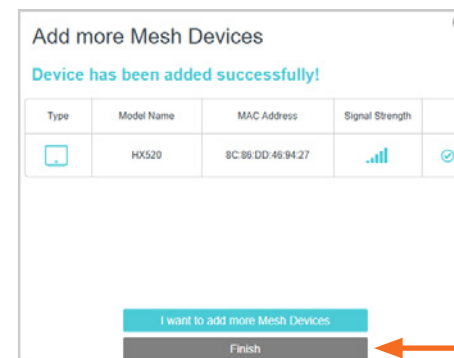 Add more Mesh Devices
Device has been added successfully!
Type Model Name MAC Address Signal Strength
HX520 8C:86:DD:46:94:27
I want to add more Mesh Devices
Finish